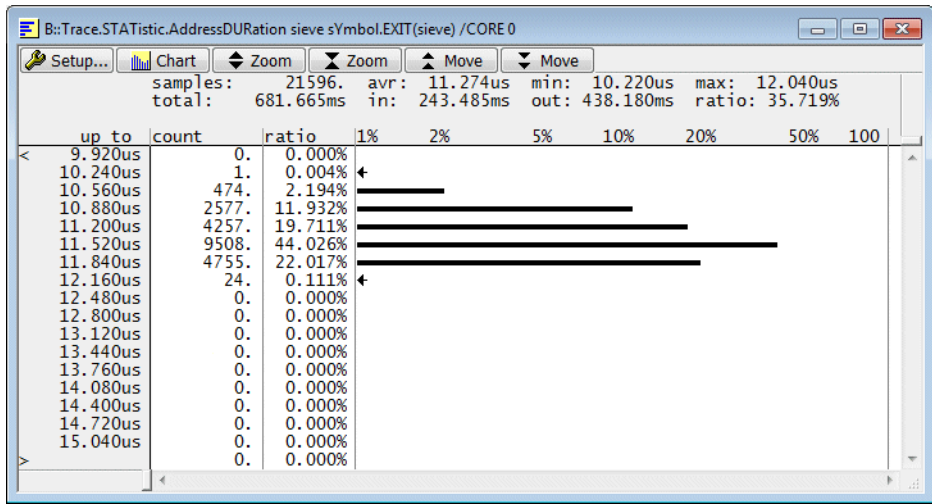 B::Trace.STATistic.AddressDURation sieve sYmbol.EXIT(sieve) /CORE 0
Setup... Chart Zoom Zoom Move Move
samples: 21596. avr: 11.274us min: 10.220us max: 12.040us
total: 681.665ms in: 243.485ms out: 438.180ms ratio: 35.719%
up to count ratio 1% 2% 5% 10% 20% 50% 100
< 9.920us 0. 0.000%
10.240us 1. 0.004%
10.560us 474. 2.194%
10.880us 2577. 11.932%
11.200us 4257. 19.711%
11.520us 9508. 44.026%
11.840us 4755. 22.017%
12.160us 24. 0.111%
12.480us 0. 0.000%
12.800us 0. 0.000%
13.120us 0. 0.000%
13.440us 0. 0.000%
13.760us 0. 0.000%
14.080us 0. 0.000%
14.400us 0. 0.000%
14.720us 0. 0.000%
15.040us 0. 0.000%
> 0. 0.000%